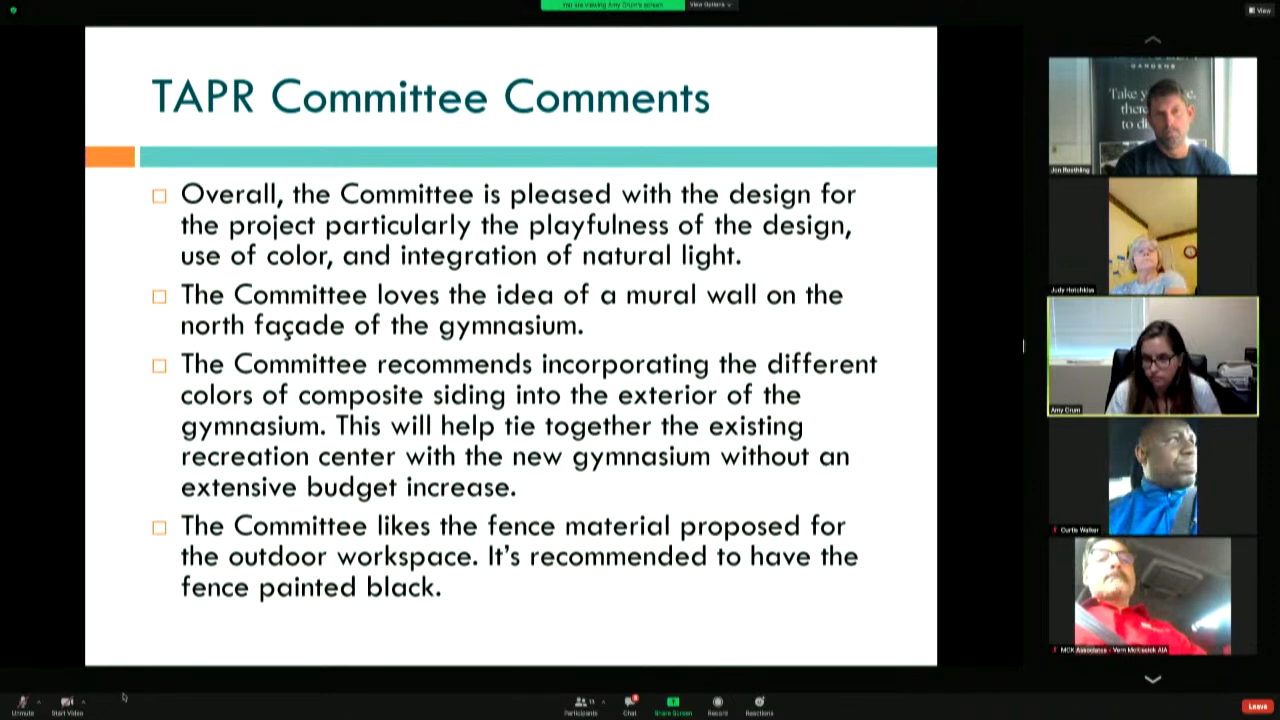 You are viewing Amy Crum's screen
View Options
View
TAPR Committee Comments
Overall, the Committee is pleased with the design for
the project particularly the playfulness of the design,
use of color, and integration of natural light.
The Committee loves the idea of a mural wall on the
north façade of the gymnasium.
The Committee recommends incorporating the different
colors of composite siding into the exterior of the
gymnasium. This will help tie together the existing
recreation center with the new gymnasium without an
extensive budget increase.
The Committee likes the fence material proposed for
the outdoor workspace. It's recommended to have the
fence painted black.
GARDENS
Take
there
to
Jon Roethling
Judy Hotchkiss
Amy Crum
Curtis Walker
MCK Associates - Vern McKissick AIA
Unmute
Start Video
Participants
Chat
Share Screen
Record
Reactions
Leave